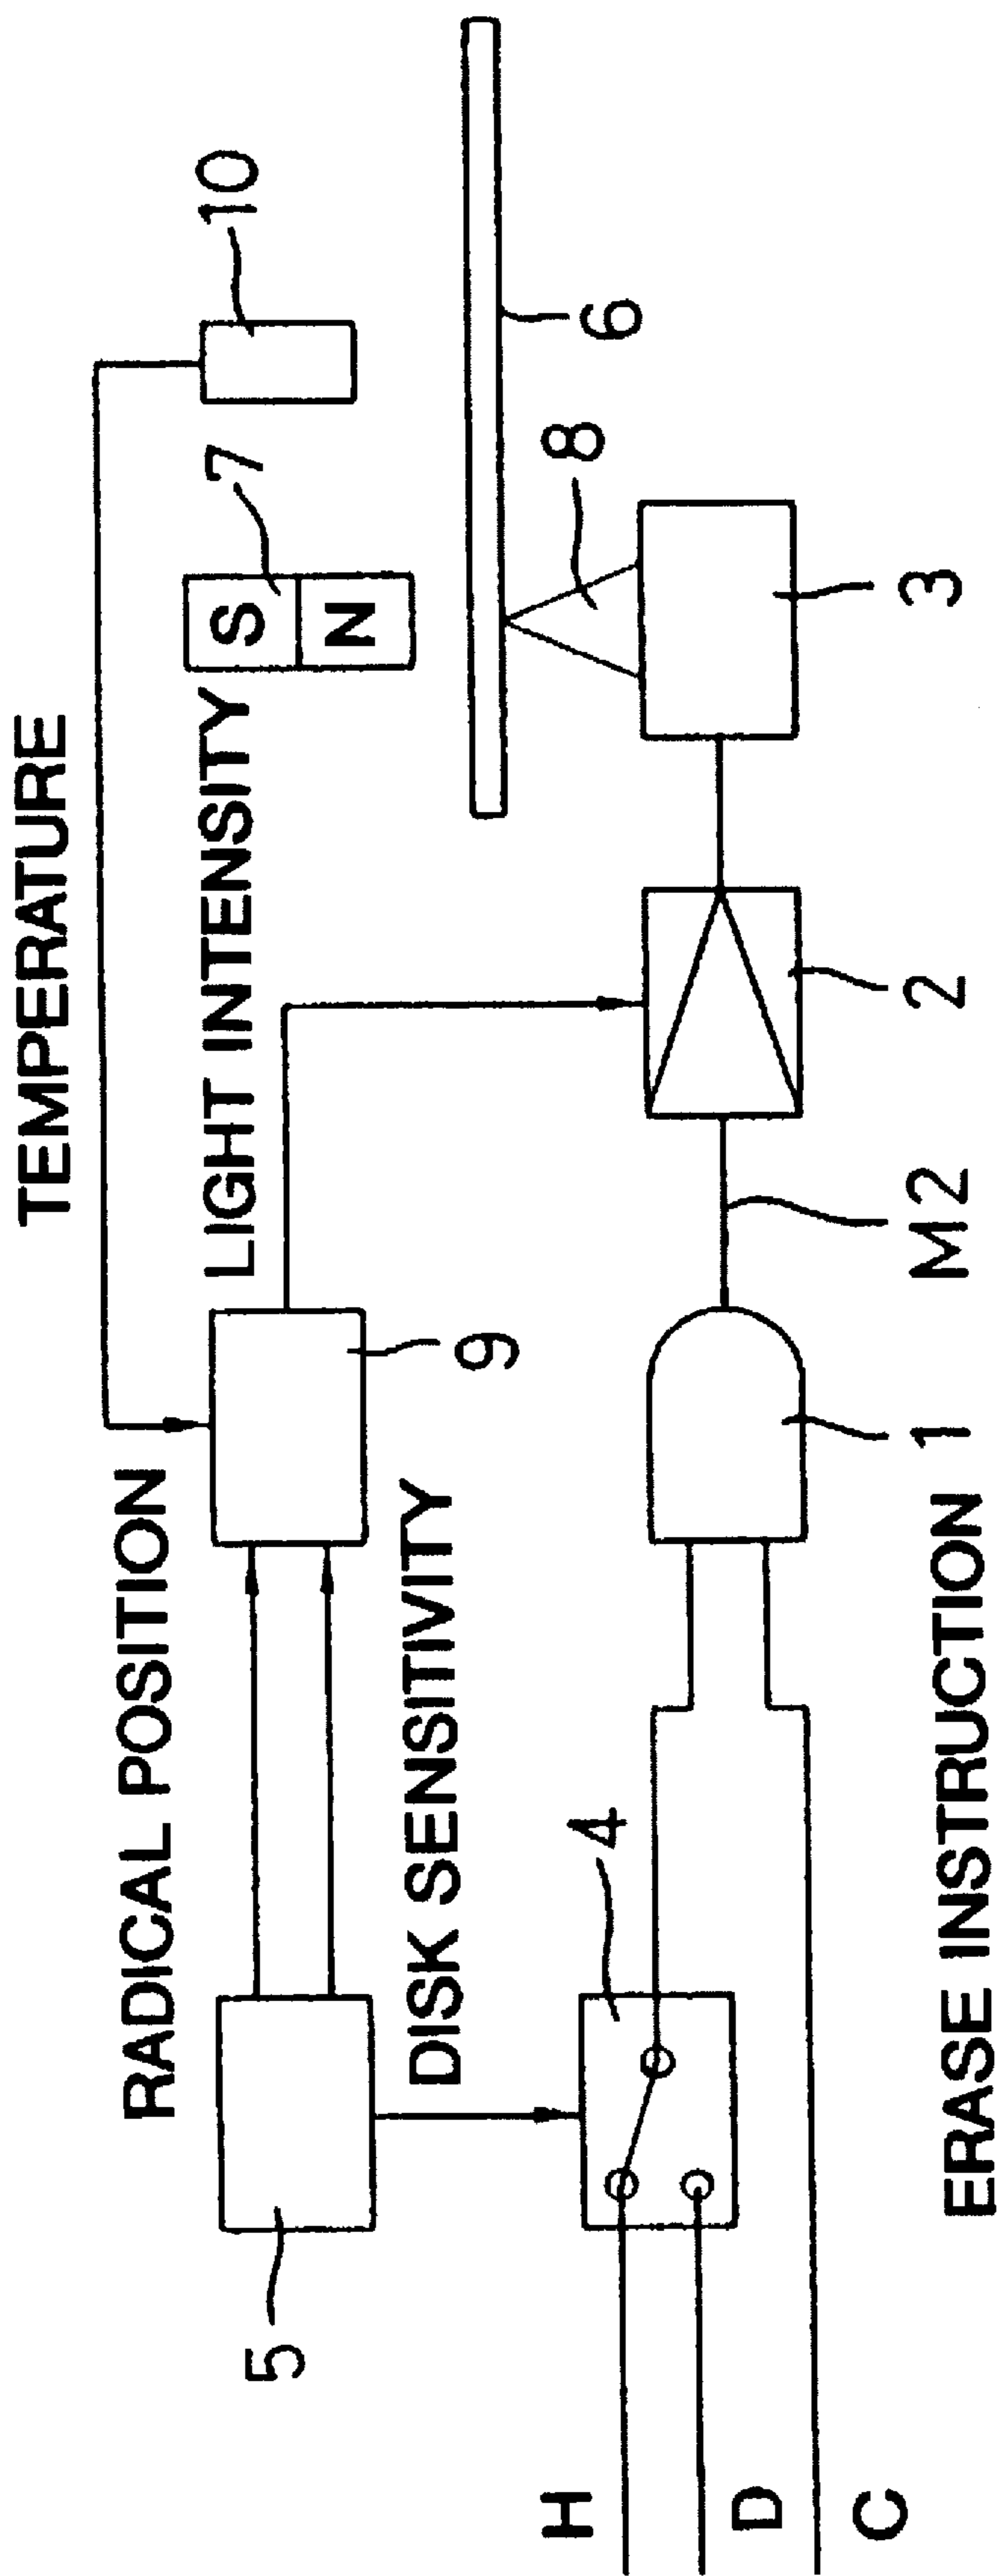 TEMPERATURE
10
RADICAL POSITION
LIGHT INTENSITY
7
S
N
5
9
DISK SENSITIVITY
6
8
4
H
D
C
1
M2
2
3
ERASE INSTRUCTION